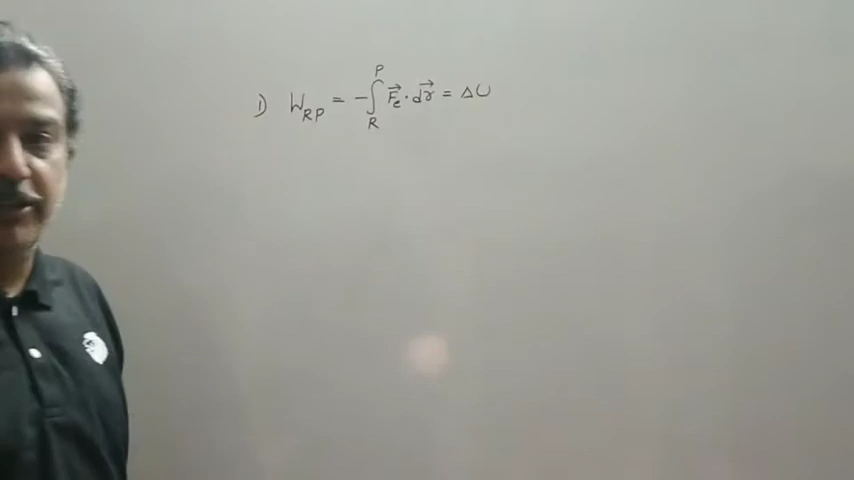 1) W_RP = -∫_R^P F⃗_e · dr⃗ = ΔU